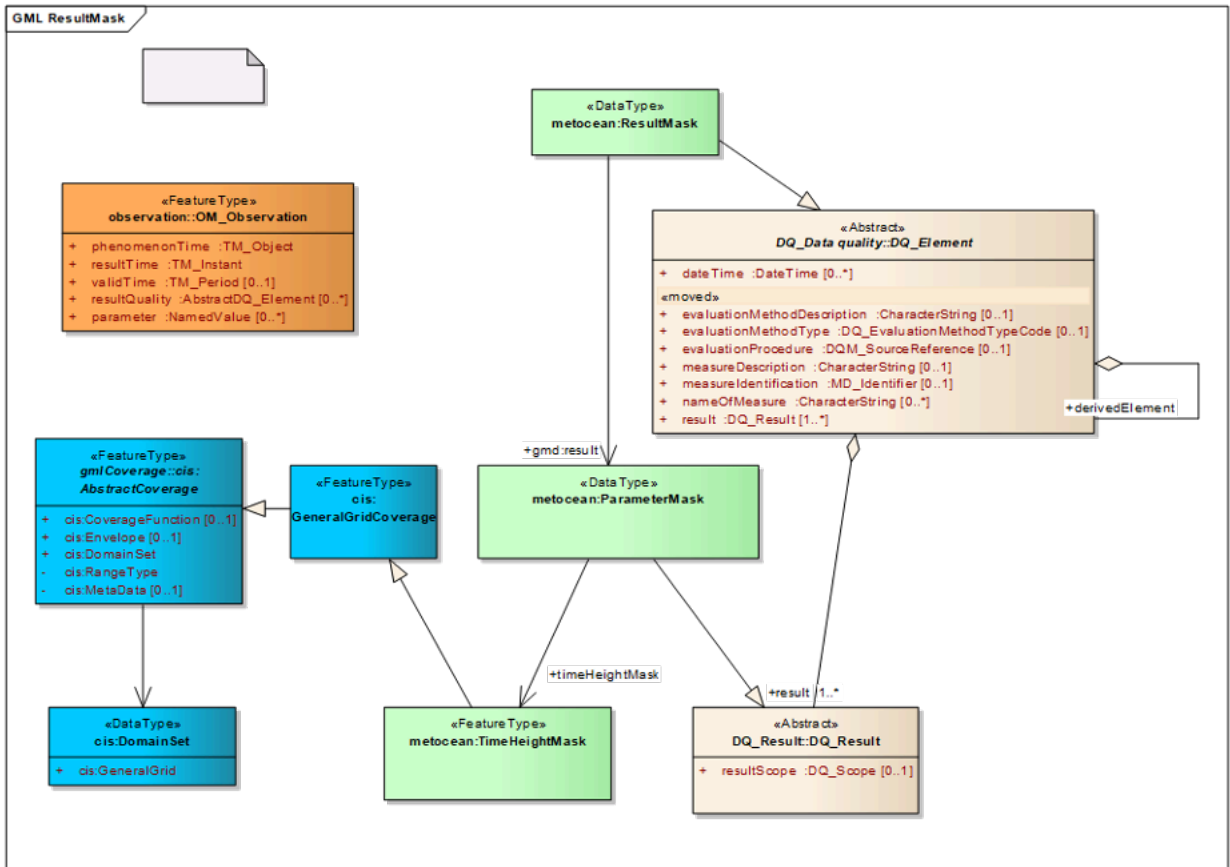 GML ResultMask
«DataType»
metocean:ResultMask
«FeatureType»
observation::OM_Observation
+ phenomenonTime :TM_Object
+ resultTime :TM_Instant
+ validTime :TM_Period [0..1]
+ resultQuality :AbstractDQ_Element [0..*]
+ parameter :NamedValue [0..*]
«Abstract»
DQ_Data quality::DQ_Element
+ dateTime :DateTime [0..*]
«moved»
+ evaluationMethodDescription :CharacterString [0..1]
+ evaluationMethodType :DQ_EvaluationMethodTypeCode [0..1]
+ evaluationProcedure :DQM_SourceReference [0..1]
+ measureDescription :CharacterString [0..1]
+ measureIdentification :MD_Identifier [0..1]
+ nameOfMeasure :CharacterString [0..*]
+ result :DQ_Result [1..*]
+derivedElement
+gmd:result
«FeatureType»
gmlCoverage::cis:
AbstractCoverage
+ cis:CoverageFunction [0..1]
+ cis:Envelope [0..1]
+ cis:DomainSet
- cis:RangeType
- cis:MetaData [0..1]
«FeatureType»
cis:
GeneralGridCoverage
«DataType»
metocean:ParameterMask
+timeHeightMask
+result 1..*
«DataType»
cis:DomainSet
+ cis:GeneralGrid
«FeatureType»
metocean:TimeHeightMask
«Abstract»
DQ_Result::DQ_Result
+ resultScope :DQ_Scope [0..1]